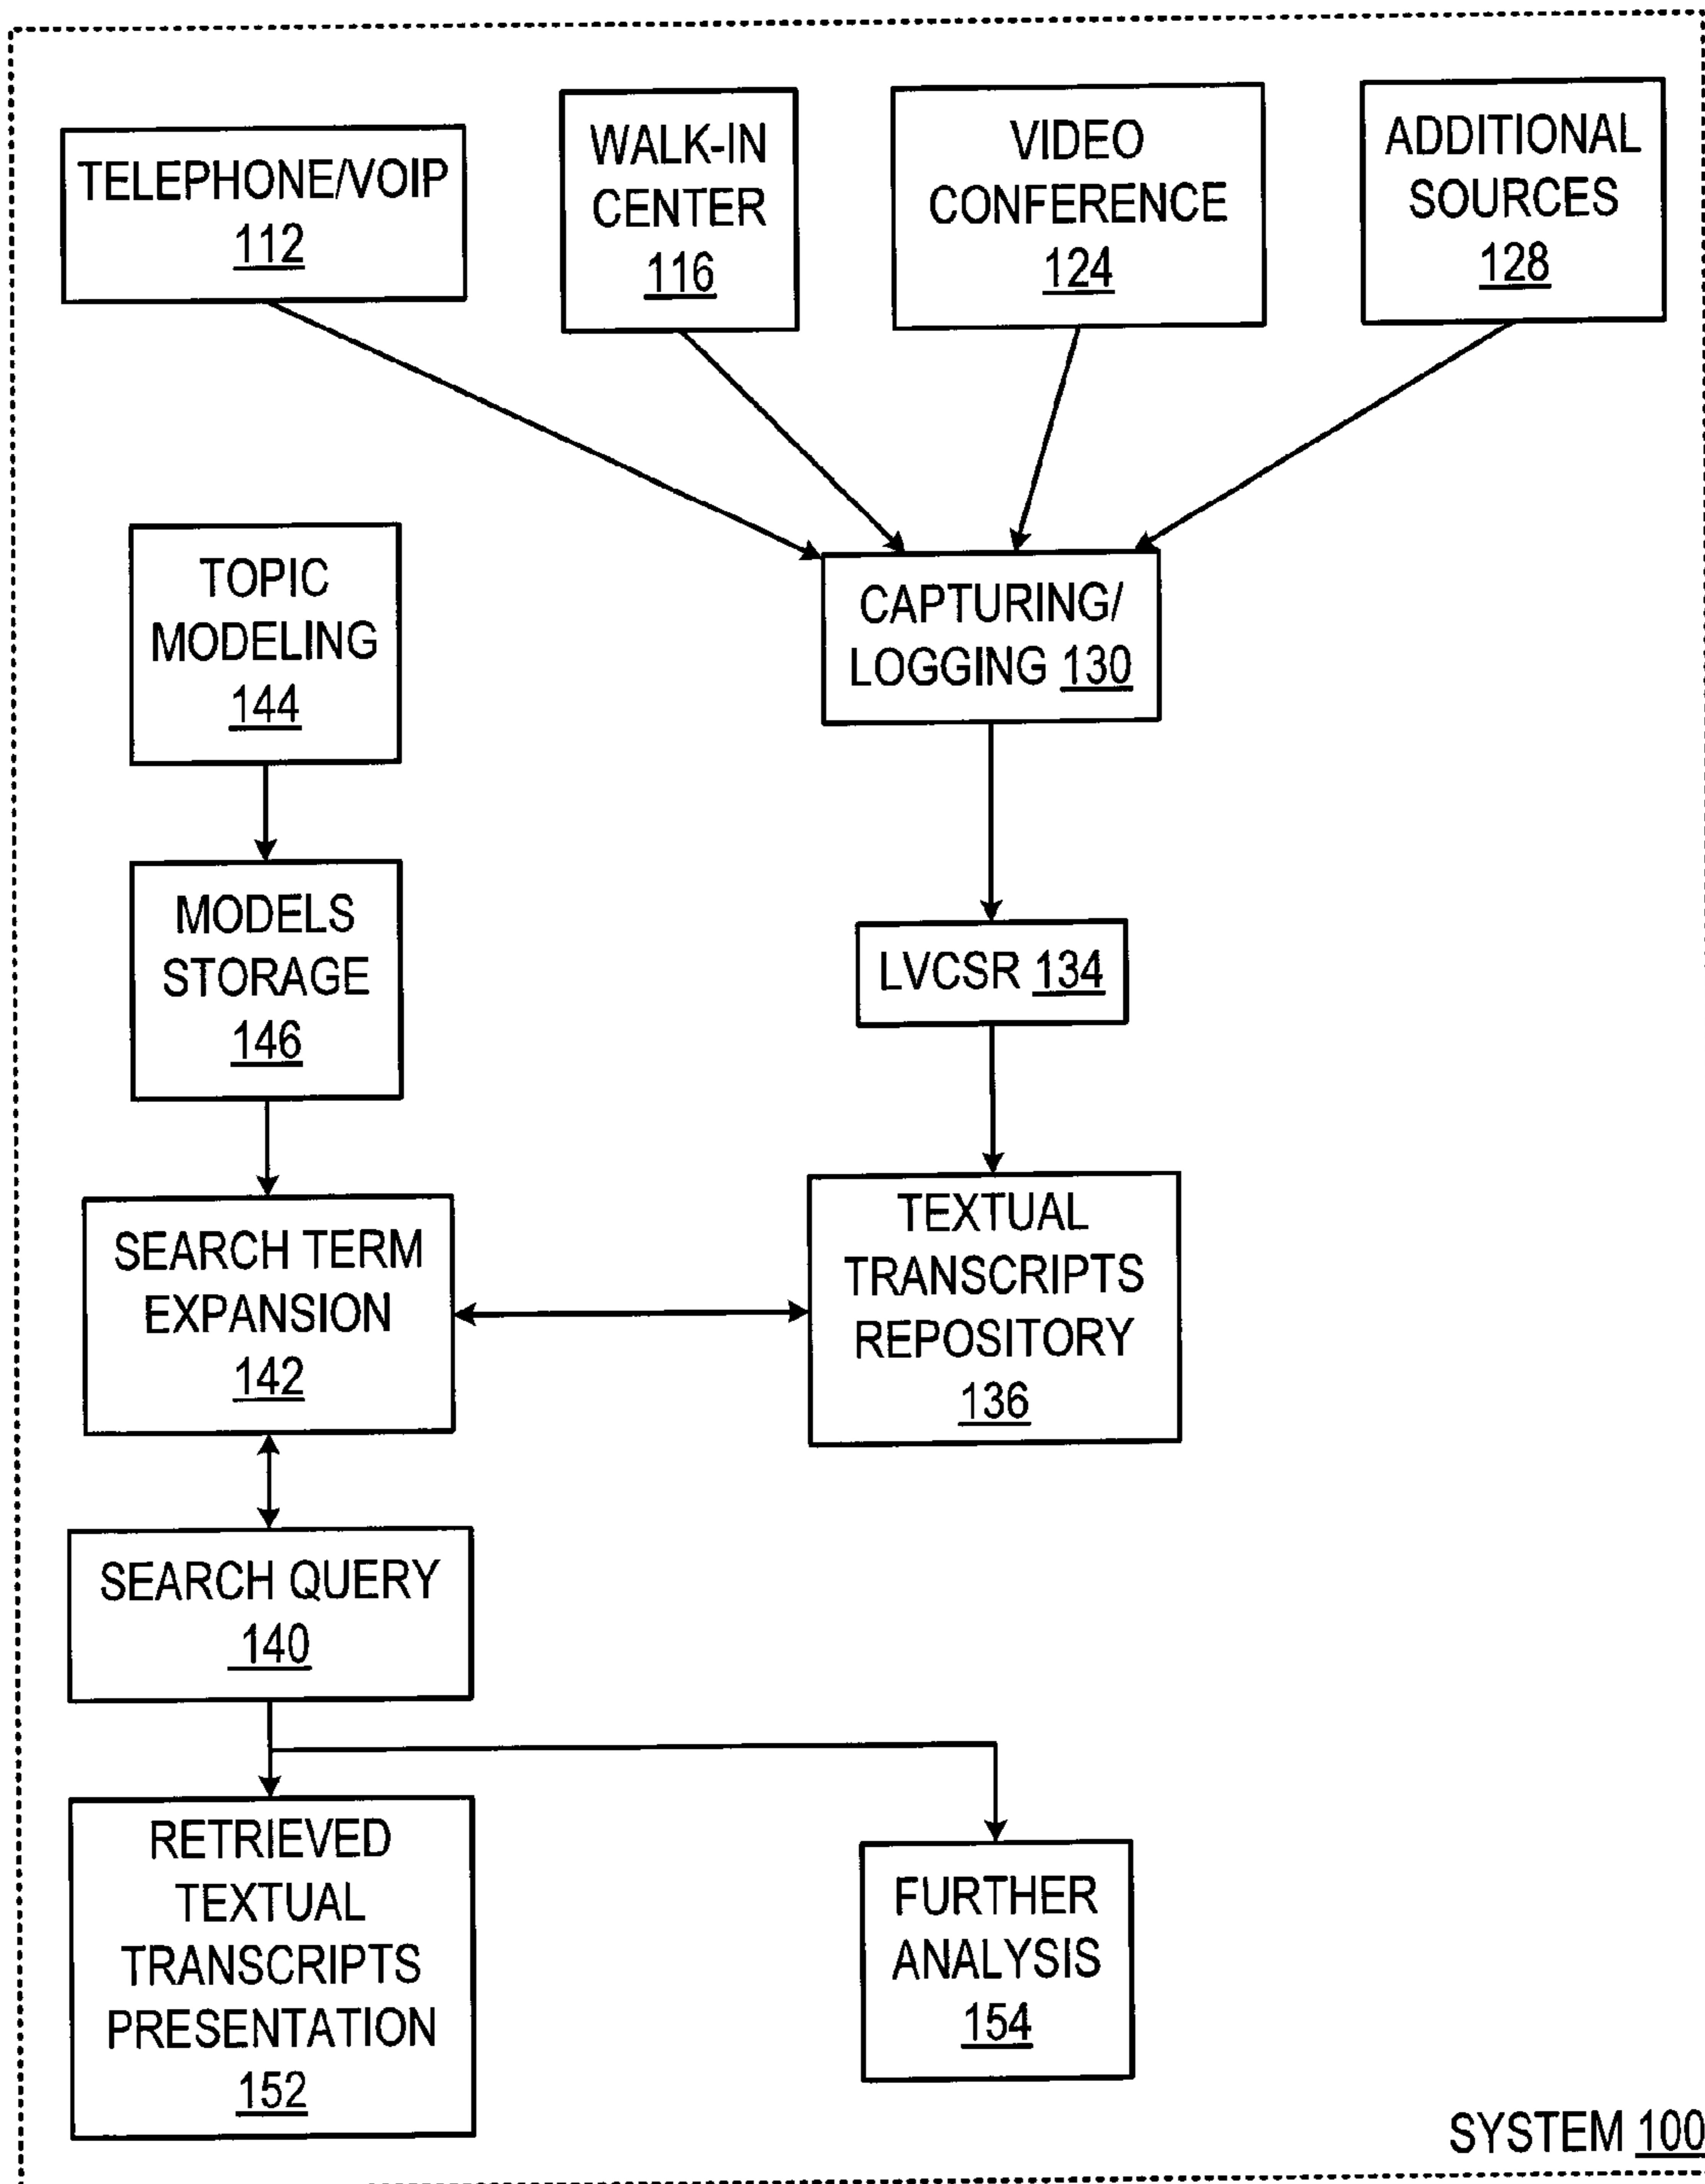 TELEPHONE/VOIP
112
WALK-IN
CENTER
116
VIDEO
CONFERENCE
124
ADDITIONAL
SOURCES
128
TOPIC
MODELING
144
CAPTURING/
LOGGING 130
MODELS
STORAGE
146
LVCSR 134
SEARCH TERM
EXPANSION
142
TEXTUAL
TRANSCRIPTS
REPOSITORY
136
SEARCH QUERY
140
RETRIEVED
TEXTUAL
TRANSCRIPTS
PRESENTATION
152
FURTHER
ANALYSIS
154
SYSTEM 100